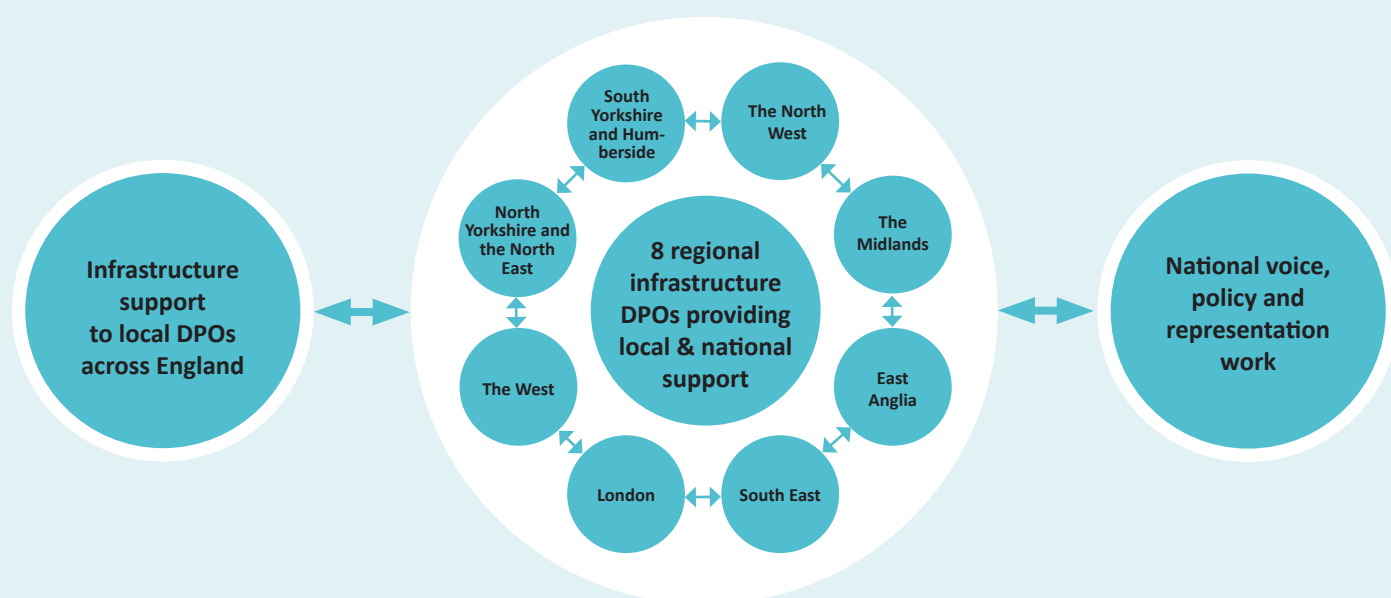 Infrastructure
support
to local DPOs
across England
South
Yorkshire
and Hum-
berside
The North
West
North
Yorkshire and
the North
East
The
Midlands
8 regional
infrastructure
DPOs providing
local & national
support
The West
East
Anglia
London
South East
National voice,
policy and
representation
work